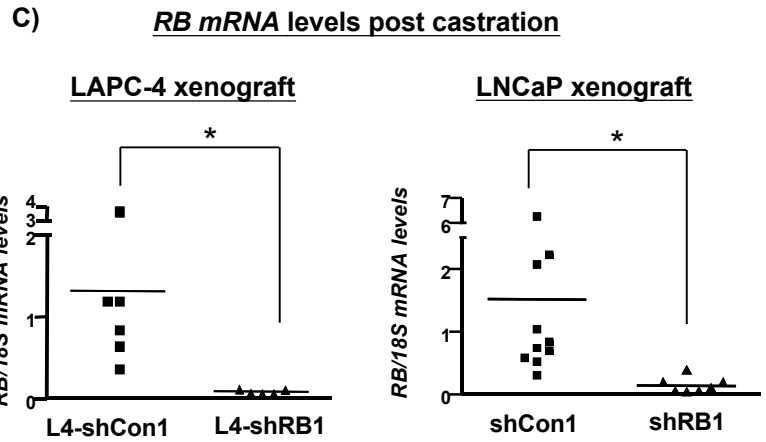 C)
RB mRNA levels post castration
LAPC-4 xenograft
LNCaP xenograft
*
*
RB/18S mRNA levels
4
3
2
1
0
L4-shCon1
L4-shRB1
RB/18S mRNA levels
7
6
2
1
0
shCon1
shRB1